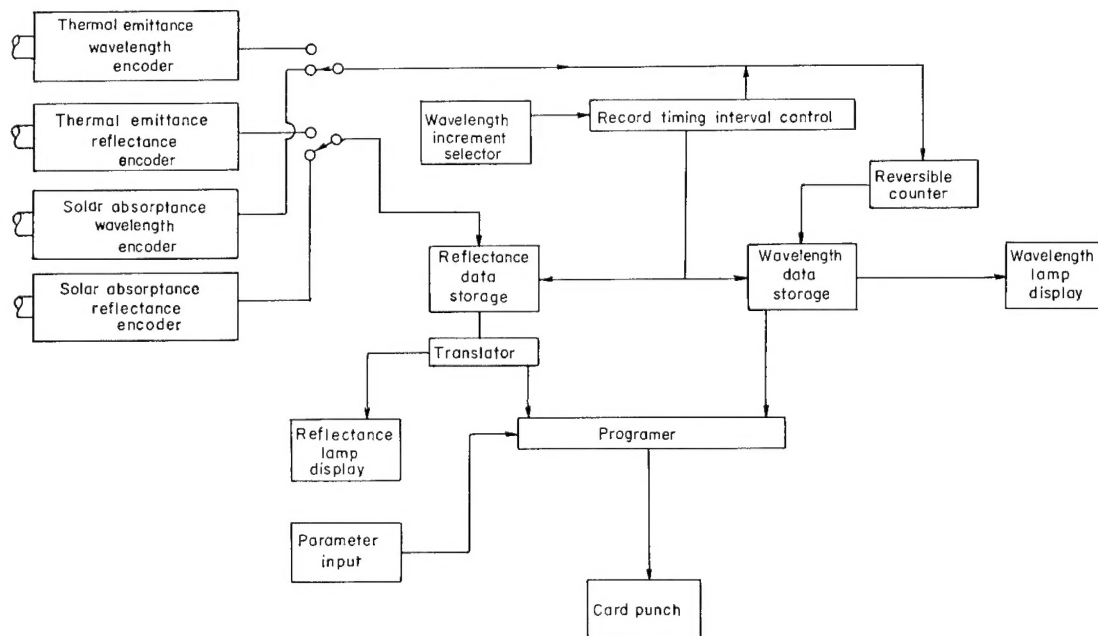 Thermal emittance
wavelength
encoder
Thermal emittance
reflectance
encoder
Solar absorptance
wavelength
encoder
Solar absorptance
reflectance
encoder
Wavelength
increment
selector
Record timing interval control
Reversible
counter
Reflectance
data
storage
Wavelength
data
storage
Wavelength
lamp
display
Translator
Reflectance
lamp
display
Programer
Parameter
input
Card punch